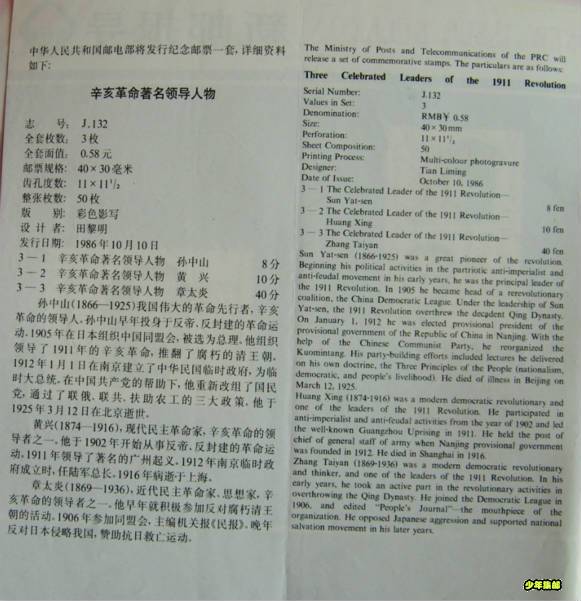 中华人民共和国邮电部将发行纪念邮票一套,详细资料
如下:
辛亥革命著名领导人物
志 号: J.132
全套枚数: 3枚
全套面值: 0.58元
邮票规格: 40×30毫米
齿孔度数: 11×11½
整张枚数: 50枚
版 别: 彩色影写
设 计 者: 田黎明
发行日期: 1986年10月10日
3—1 辛亥革命著名领导人物 孙中山 8分
3—2 辛亥革命著名领导人物 黄 兴 10分
3—3 辛亥革命著名领导人物 章太炎 40分
孙中山(1866—1925)我国伟大的革命先行者,辛亥
革命的领导人。孙中山早年投身于反帝、反封建的革命运
动。1905年在日本组织中国同盟会,被选为总理。他组织
领导了1911年的辛亥革命,推翻了腐朽的清王朝。
1912年1月1日在南京建立了中华民国临时政府,为临
时大总统。在中国共产党的帮助下,他重新改组了国民
党,通过了联俄、联共、扶助农工的三大政策。他于
1925年3月12日在北京逝世。
黄兴(1874—1916),现代民主革命家,辛亥革命的领
导者之一。他于1902年开始从事反帝、反封建的革命运
动。1911年领导了著名的广州起义。1912年南京临时政
府成立时,任陆军总长。1916年病逝于上海。
章太炎(1869—1936),近代民主革命家、思想家,辛
亥革命的领导者之一。他早年就积极参加反对腐朽清王
朝的活动。1906年参加同盟会,主编机关报《民报》。晚年
反对日本侵略我国,赞助抗日救亡运动。
The Ministry of Posts and Telecommunications of the PRC will
release a set of commemorative stamps. The particulars are as follows:
Three Celebrated Leaders of the 1911 Revolution
Serial Number: J.132
Values in Set: 3
Denomination: RMB¥ 0.58
Size: 40×30mm
Perforation: 11×11½
Sheet Composition: 50
Printing Process: Multi-colour photogravure
Designer: Tian Liming
Date of Issue: October 10, 1986
3—1 The Celebrated Leader of the 1911 Revolution—
Sun Yat-sen 8 fen
3—2 The Celebrated Leader of the 1911 Revolution—
Huang Xing 10 fen
3—3 The Celebrated Leader of the 1911 Revolution—
Zhang Taiyan 40 fen
Sun Yat-sen (1866-1925) was a great pioneer of the revolution.
Beginning his political activities in the partriotic anti-imperialist and
anti-feudal movement in his early years, he was the principal leader of
the 1911 Revolution. In 1905 he became head of a rerevolutionary
coalition, the China Democratic League. Under the leadership of Sun
Yat-sen, the 1911 Revolution overthrew the decadent Qing Dynasty.
On January 1, 1912 he was elected provisional president of the
provisional government of the Republic of China in Nanjing. With the
help of the Chinese Communist Party, he reorganized the
Kuomintang. His party-building efforts included lectures he delivered
on his own doctrine, the Three Principles of the People (nationalism,
democratic, and people's livelihood). He died of illness in Beijing on
March 12, 1925.
Huang Xing (1874-1916) was a modern democratic revolutionary and
one of the leaders of the 1911 Revolution. He participated in
anti-imperialist and anti-feudal activities from the year of 1902 and led
the well-known Guangzhou Uprising in 1911. He held the post of
chief of general staff of army when Nanjing provisional government
was founded in 1912. He died in Shanghai in 1916.
Zhang Taiyan (1869-1936) was a modern democratic revolutionary
and thinker, and one of the leaders of the 1911 Revolution. In his
early years, he took an active part in the revolutionary activities in
overthrowing the Qing Dynasty. He joined the Democratic League in
1906, and edited "People's Journal"—the mouthpiece of the
organization. He opposed Japanese aggression and supported national
salvation movement in his later years.
少年集邮